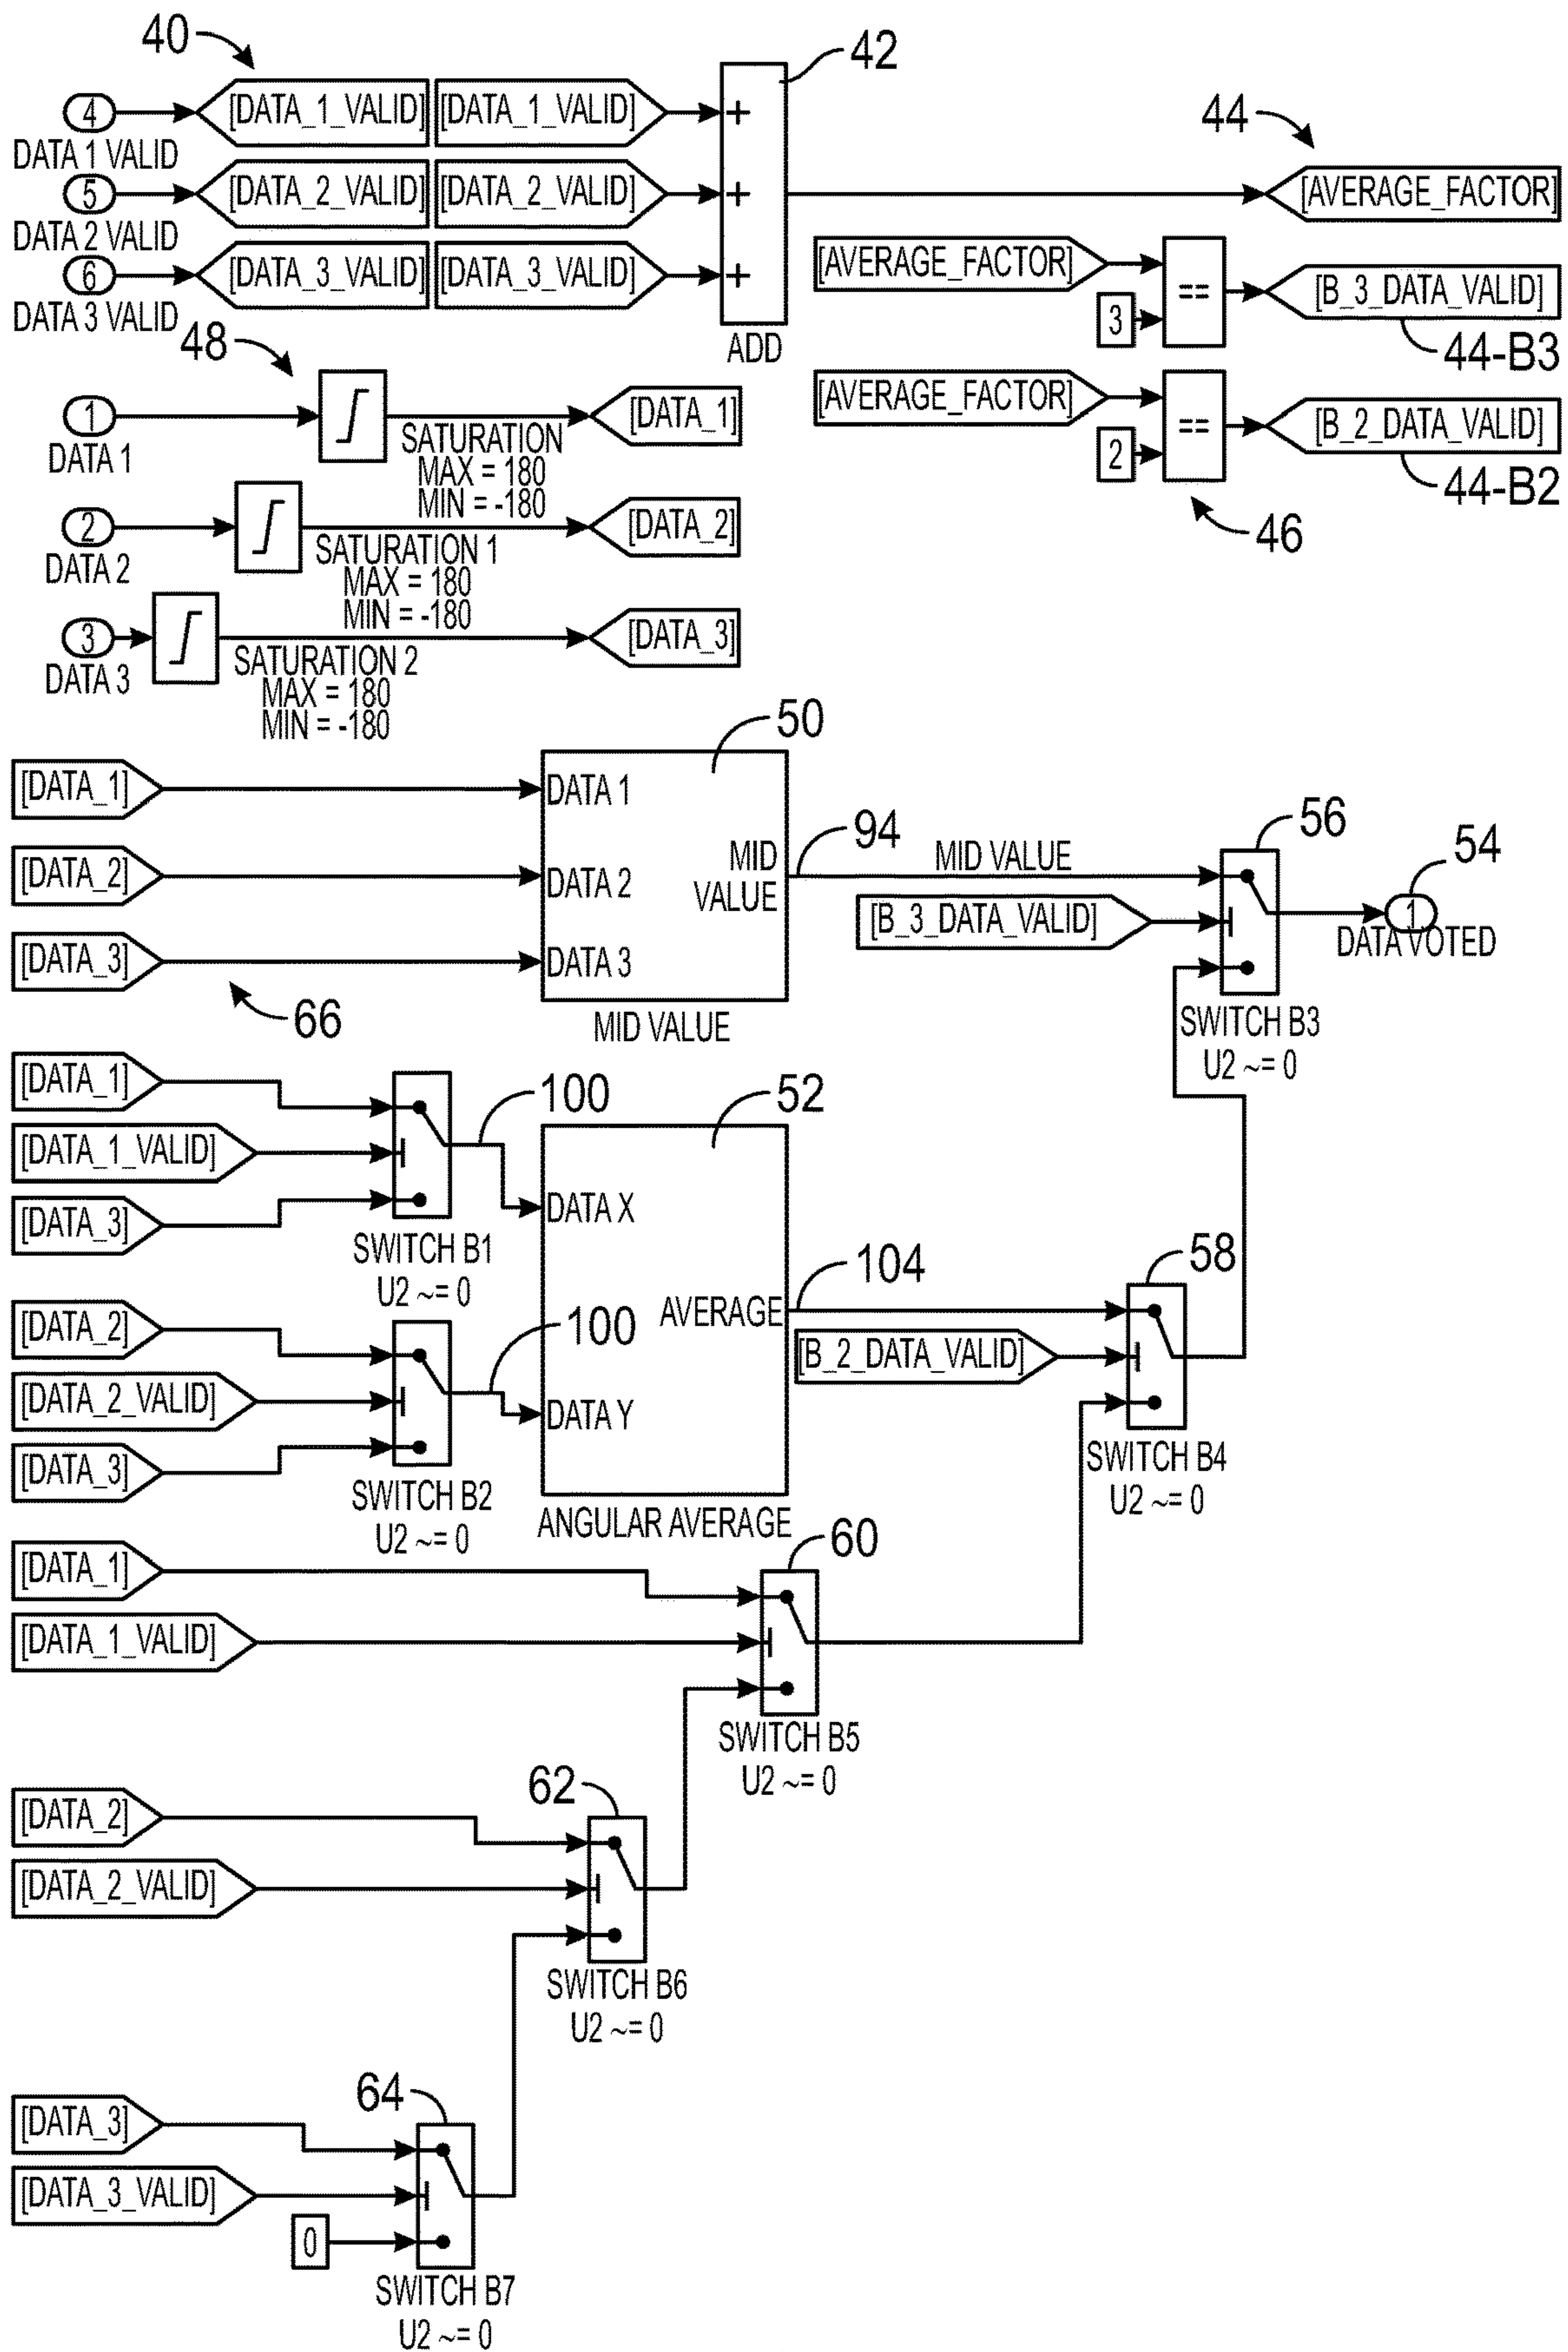 40
42
4
[DATA_1_VALID]
[DATA_1_VALID]
+
DATA 1 VALID
44
5
[DATA_2_VALID]
[DATA_2_VALID]
+
[AVERAGE_FACTOR]
DATA 2 VALID
6
[DATA_3_VALID]
[DATA_3_VALID]
+
DATA 3 VALID
ADD
[AVERAGE_FACTOR]
3
==
[B_3_DATA_VALID]
44-B3
[AVERAGE_FACTOR]
2
==
[B_2_DATA_VALID]
44-B2
46
48
1
DATA 1
SATURATION
MAX = 180
MIN = -180
[DATA_1]
2
DATA 2
SATURATION 1
MAX = 180
MIN = -180
[DATA_2]
3
DATA 3
SATURATION 2
MAX = 180
MIN = -180
[DATA_3]
50
[DATA_1]
DATA 1
[DATA_2]
DATA 2
[DATA_3]
DATA 3
66
MID
VALUE
MID VALUE
94
MID VALUE
[B_3_DATA_VALID]
56
54
1
DATA VOTED
SWITCH B3
U2 ~= 0
[DATA_1]
[DATA_1_VALID]
[DATA_3]
SWITCH B1
U2 ~= 0
100
52
DATA X
[DATA_2]
[DATA_2_VALID]
[DATA_3]
SWITCH B2
U2 ~= 0
100
DATA Y
AVERAGE
ANGULAR AVERAGE
104
[B_2_DATA_VALID]
58
SWITCH B4
U2 ~= 0
[DATA_1]
[DATA_1_VALID]
60
SWITCH B5
U2 ~= 0
[DATA_2]
[DATA_2_VALID]
62
SWITCH B6
U2 ~= 0
[DATA_3]
[DATA_3_VALID]
0
64
SWITCH B7
U2 ~= 0